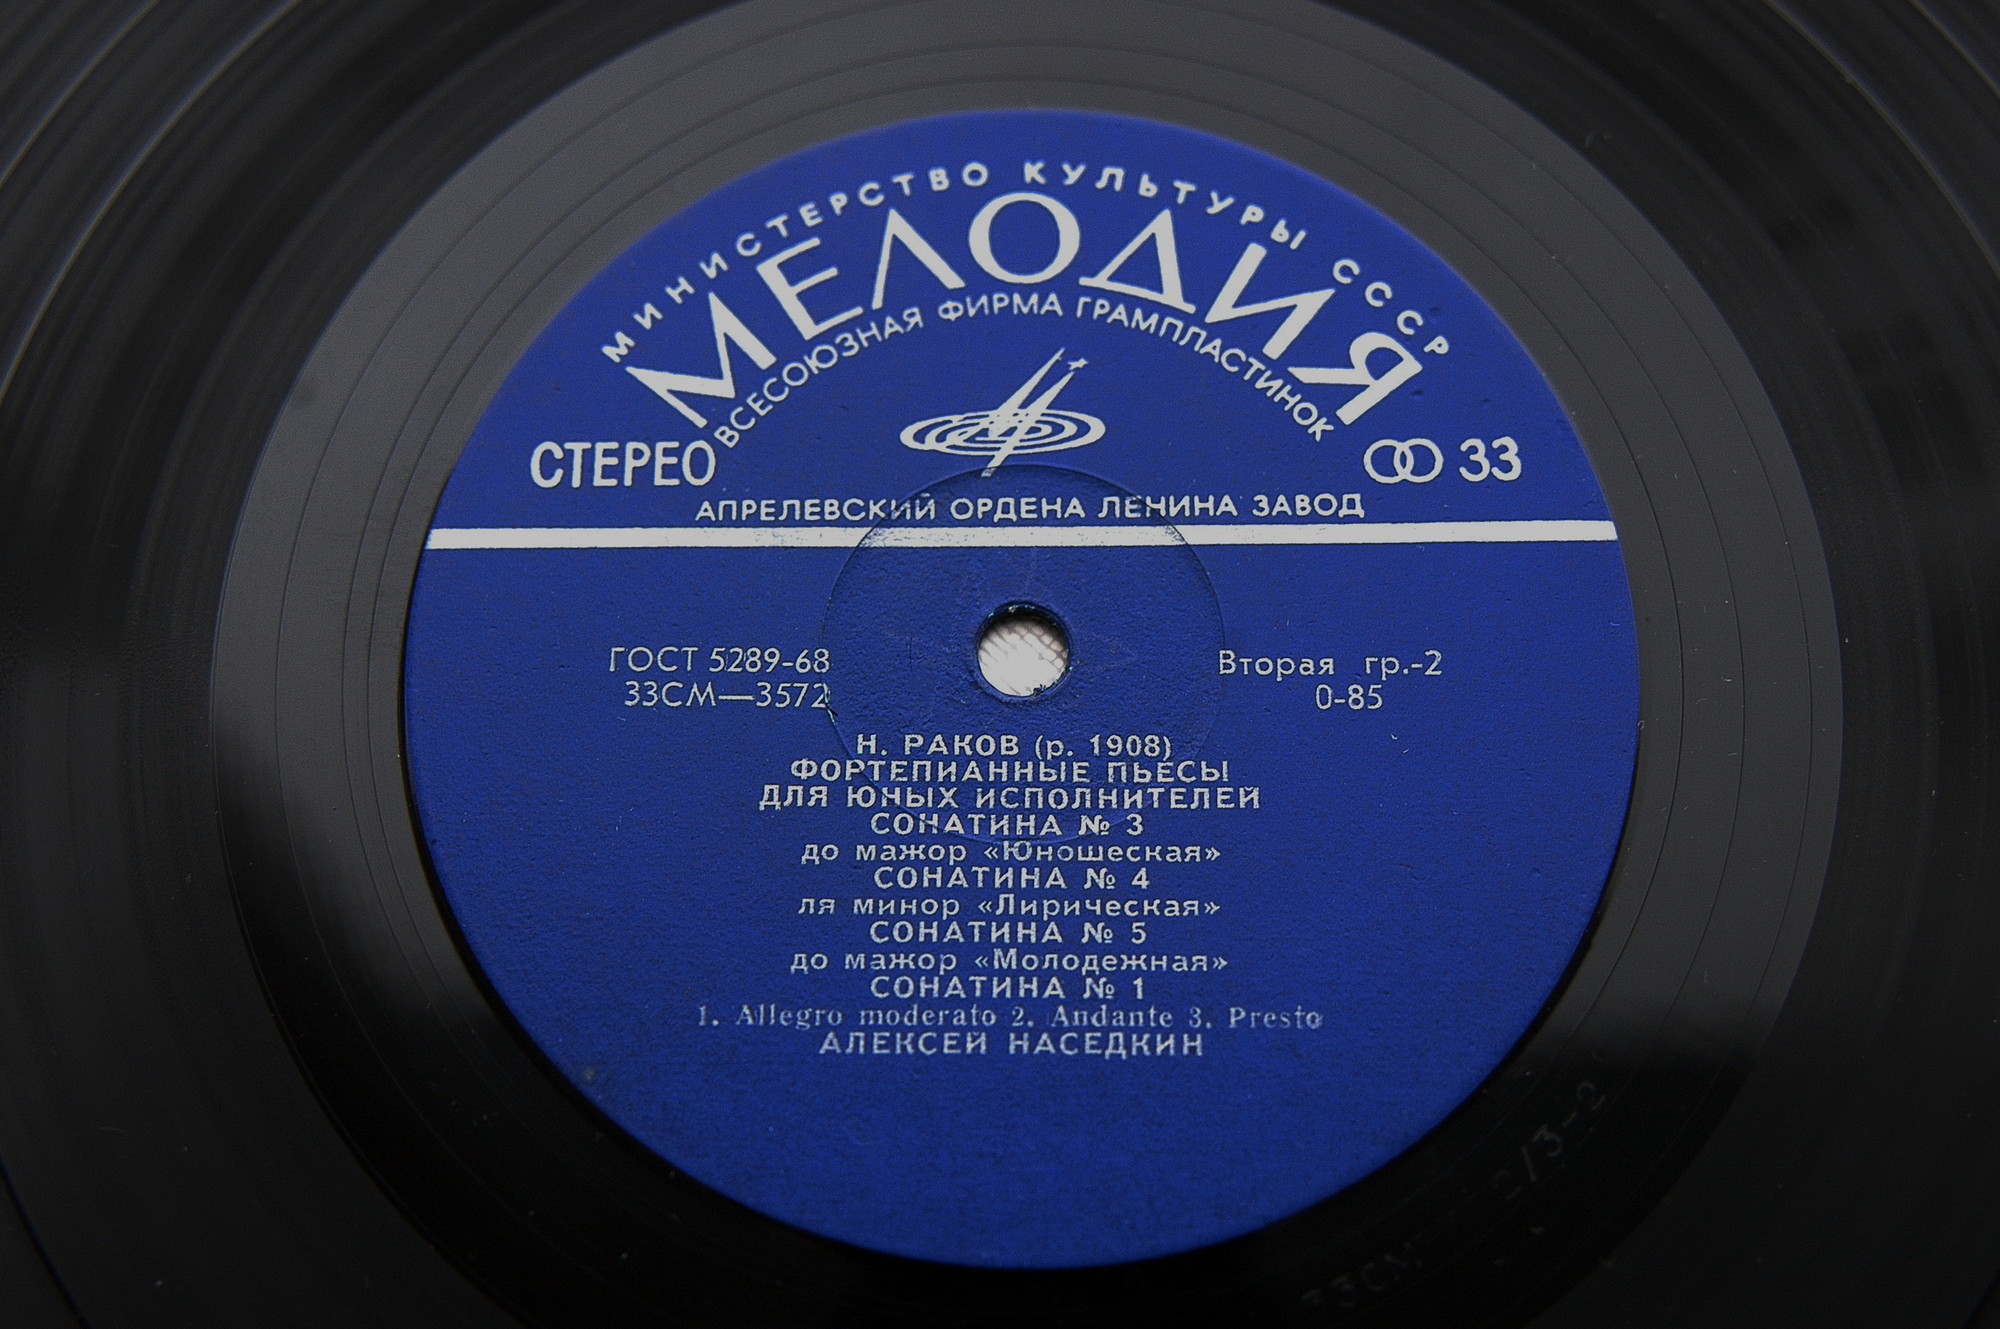 МИНИСТЕРСТВО КУЛЬТУРЫ СССР
МЕЛОДИЯ
ВСЕСОЮЗНАЯ ФИРМА ГРАМПЛАСТИНОК
СТЕРЕО
33
АПРЕЛЕВСКИЙ ОРДЕНА ЛЕНИНА ЗАВОД
ГОСТ 5289-68
33СМ—3572
Вторая гр.-2
0-85
Н. РАКОВ (р. 1908)
ФОРТЕПИАННЫЕ ПЬЕСЫ
ДЛЯ ЮНЫХ ИСПОЛНИТЕЛЕЙ
СОНАТИНА № 3
до мажор «Юношеская»
СОНАТИНА № 4
ля минор «Лирическая»
СОНАТИНА № 5
до мажор «Молодежная»
СОНАТИНА № 1
1. Allegro moderato 2. Andante 3. Presto
АЛЕКСЕЙ НАСЕДКИН
33СМ